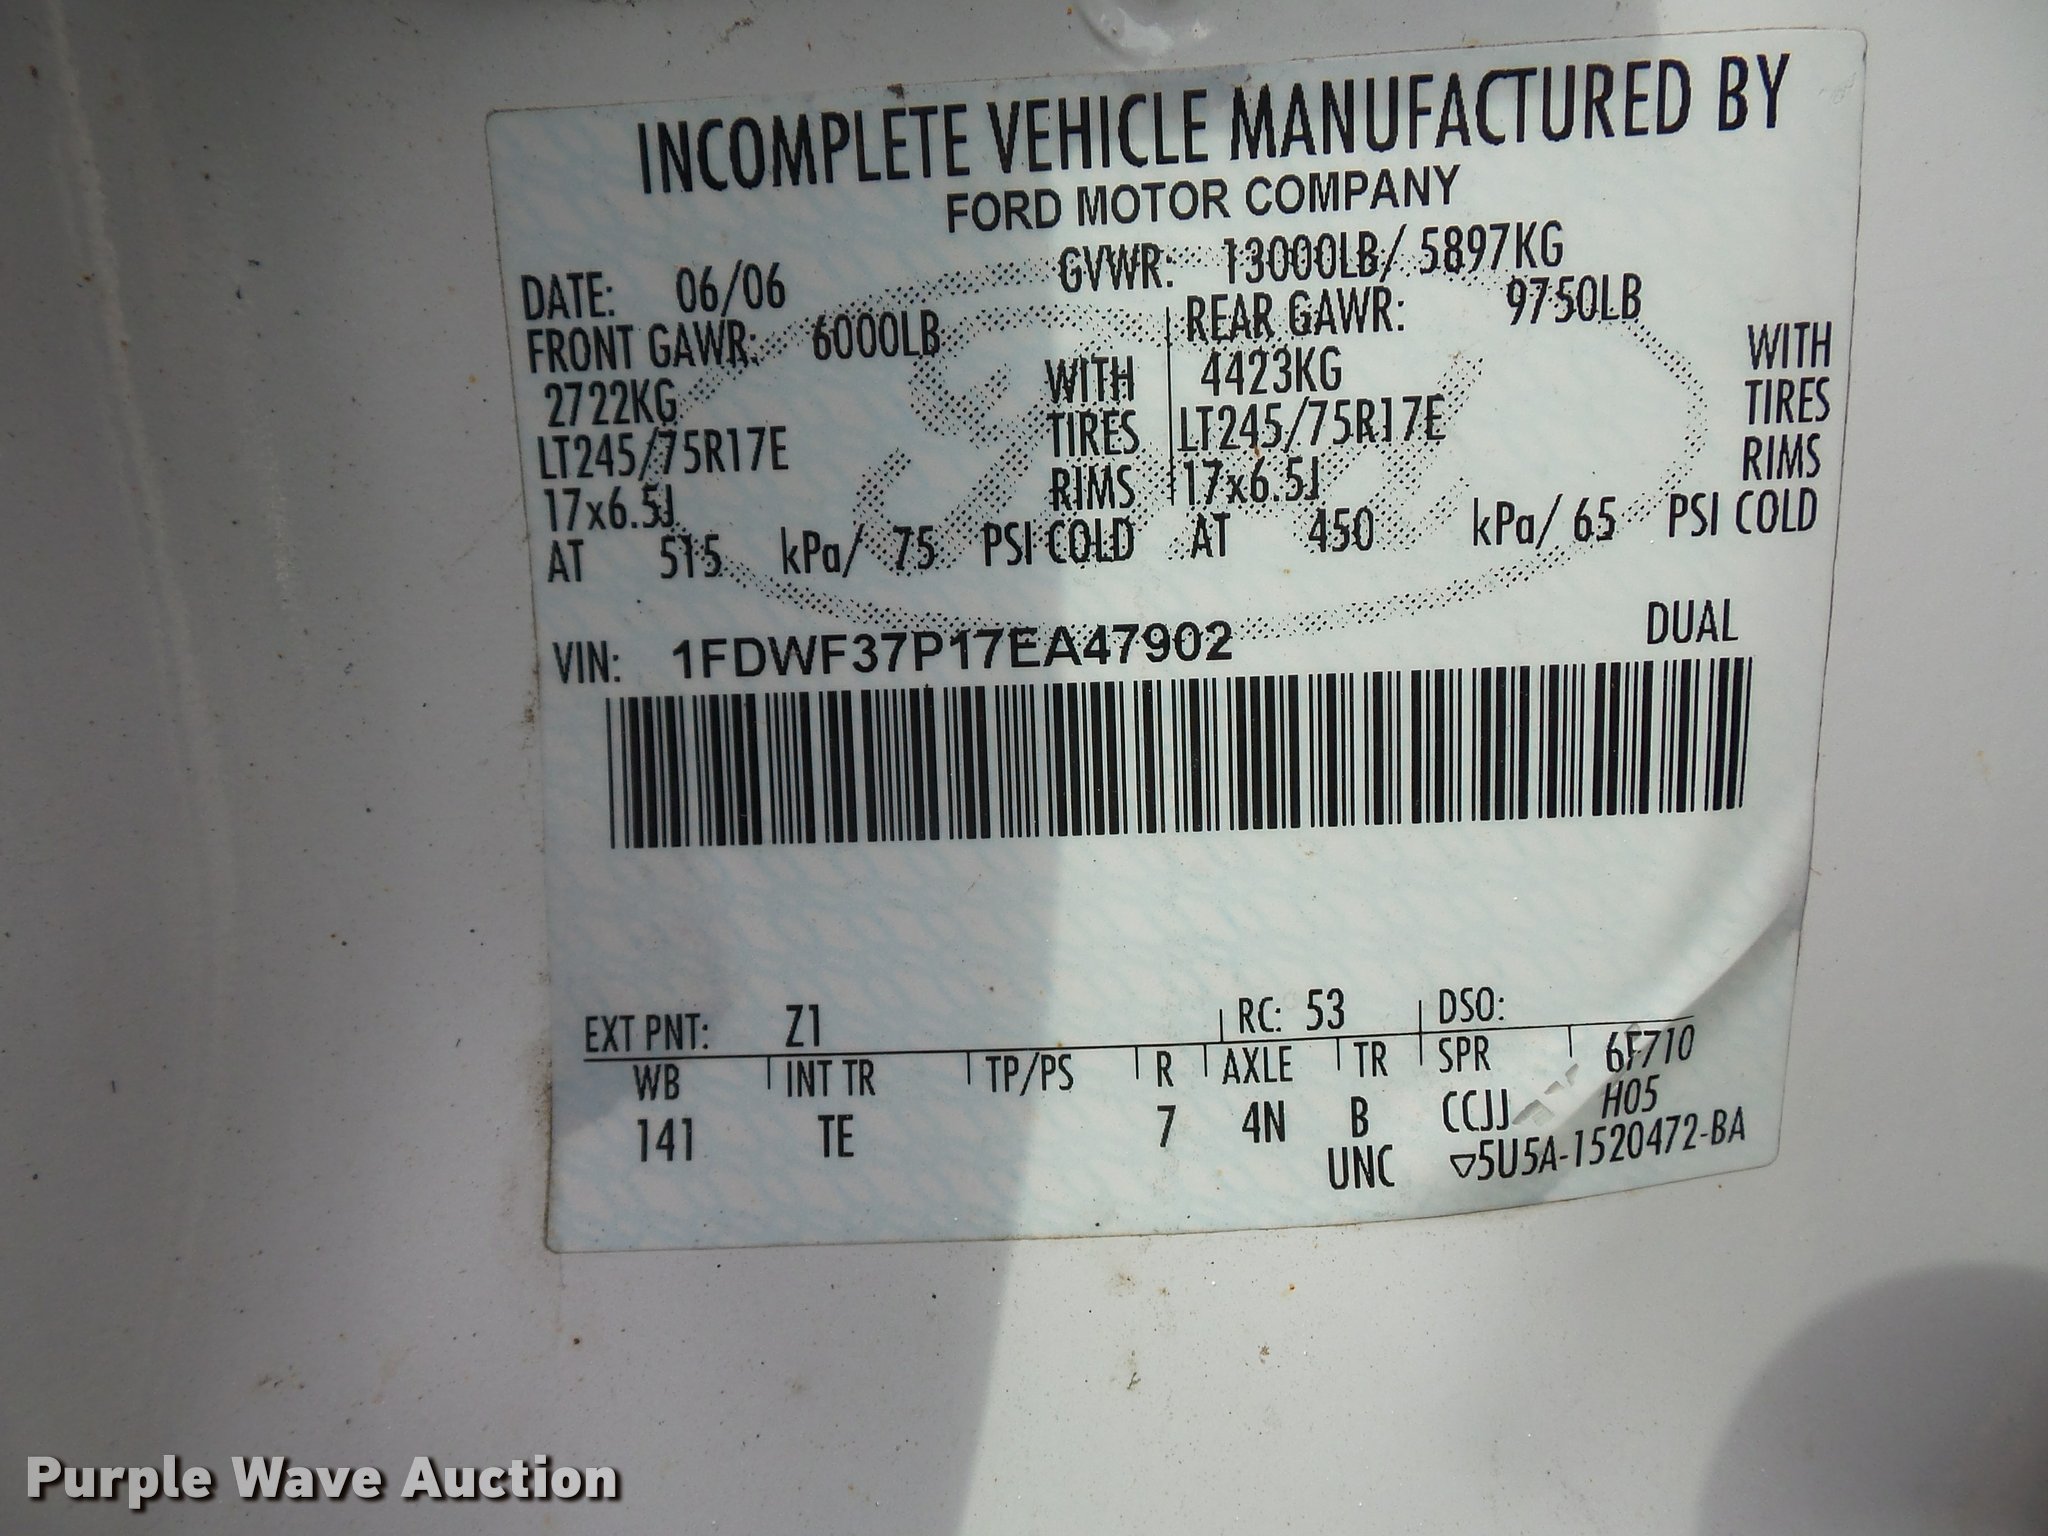 INCOMPLETE VEHICLE MANUFACTURED BY
FORD MOTOR COMPANY
DATE: 06/06 GVWR: 13000LB/ 5897KG
FRONT GAWR: 6000LB REAR GAWR: 9750LB
2722KG WITH 4423KG WITH
LT245/75R17E TIRES LT245/75R17E TIRES
17x6.5J RIMS 17x6.5J RIMS
AT 515 kPa/ 75 PSI COLD AT 450 kPa/ 65 PSI COLD
VIN: 1FDWF37P17EA47902 DUAL
EXT PNT: Z1 RC: 53 DSO:
WB INT TR TP/PS R AXLE TR SPR 6F710
141 TE 7 4N B CCJJ H05
UNC ▽5U5A-1520472-BA
Purple Wave Auction